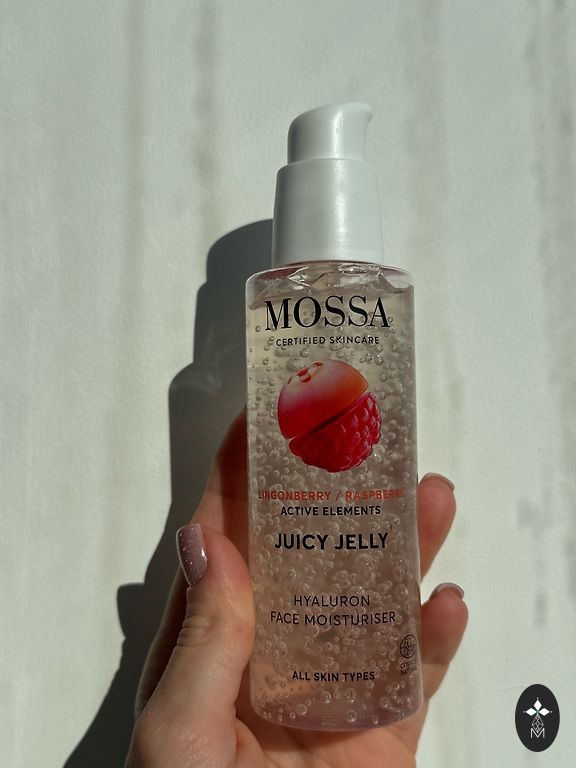 MOSSA
CERTIFIED SKINCARE
LINGONBERRY / RASPBERRY
ACTIVE ELEMENTS
JUICY JELLY
HYALURON
FACE MOISTURISER
ALL SKIN TYPES